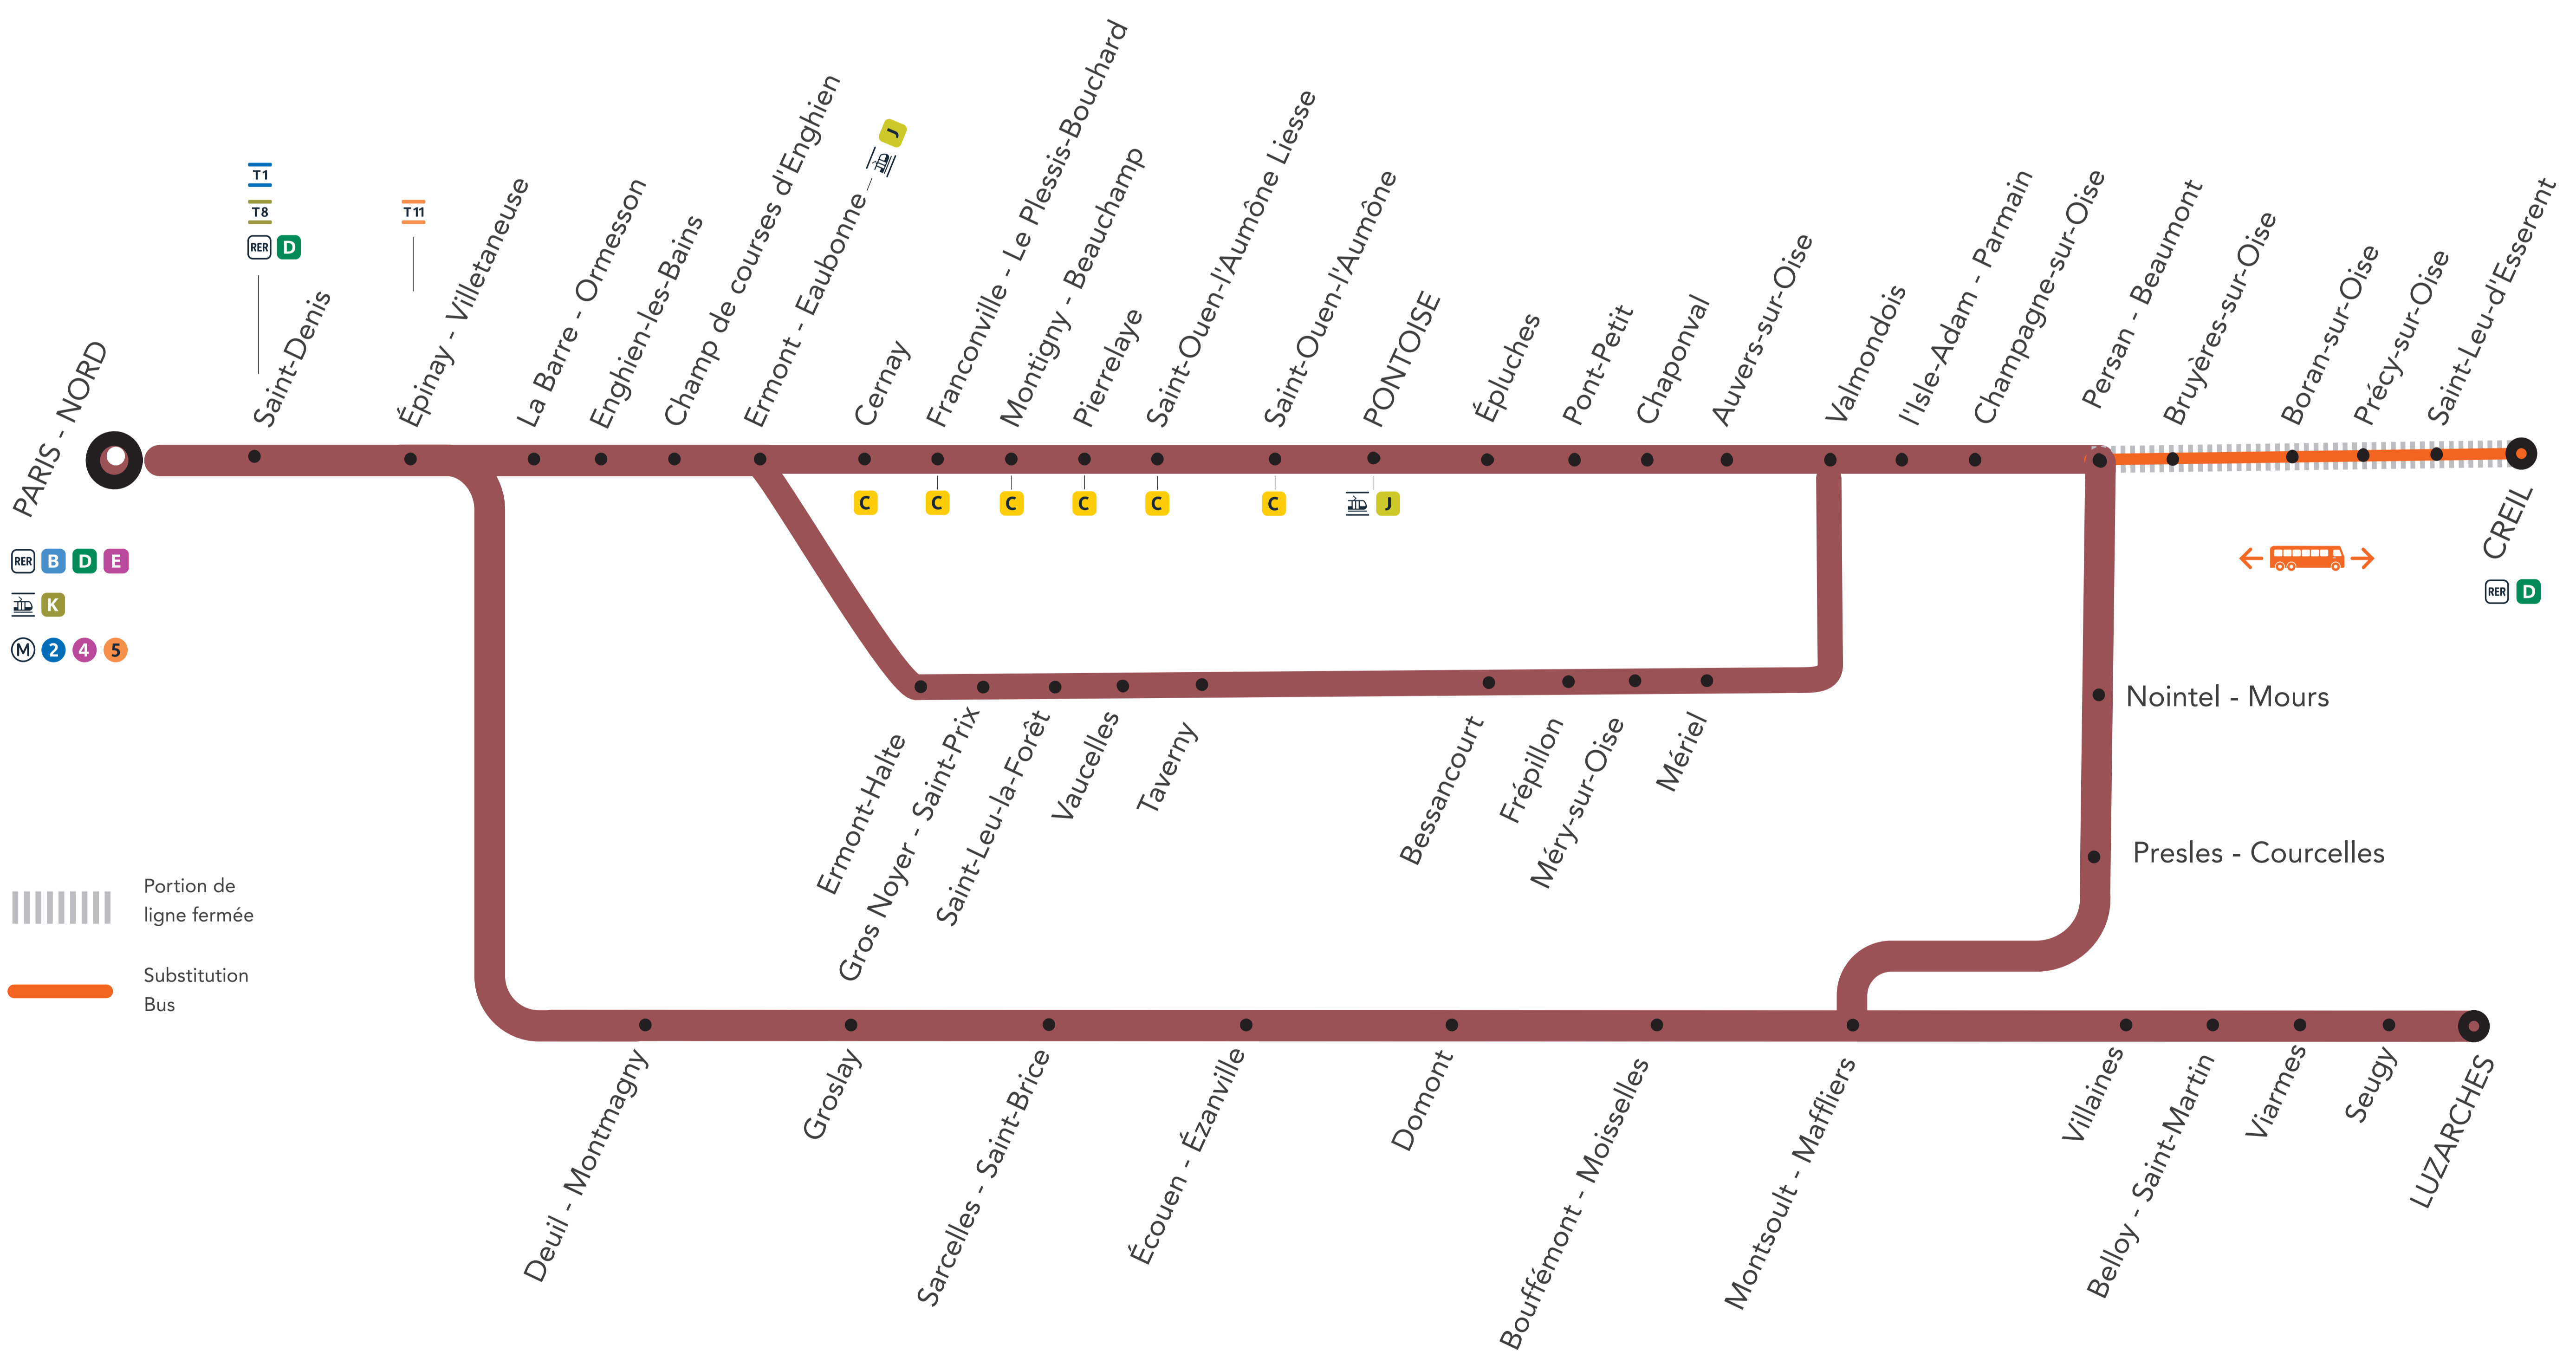 PARIS - NORD
T1
T8
RER D
Saint-Denis
T11
Épinay - Villetaneuse
La Barre - Ormesson
Enghien-les-Bains
Champ de courses d'Enghien
Ermont - Eaubonne
J
Cernay
Franconville - Le Plessis-Bouchard
Montigny - Beauchamp
Pierrelaye
Saint-Ouen-l'Aumône Liesse
Saint-Ouen-l'Aumône
PONTOISE
Épluches
Pont-Petit
Chaponval
Auvers-sur-Oise
Valmondois
l'Isle-Adam - Parmain
Champagne-sur-Oise
Persan - Beaumont
Bruyères-sur-Oise
Boran-sur-Oise
Précy-sur-Oise
Saint-Leu-d'Esserent
CREIL
C
C
C
C
C
C
J
RER B D E
K
M 2 4 5
RER D
Nointel - Mours
Presles - Courcelles
Ermont-Halte
Gros Noyer - Saint-Prix
Saint-Leu-la-Forêt
Vaucelles
Taverny
Bessancourt
Frépillon
Méry-sur-Oise
Mériel
Portion de
ligne fermée
Substitution
Bus
Deuil - Montmagny
Groslay
Sarcelles - Saint-Brice
Écouen - Ézanville
Domont
Bouffémont - Moisselles
Montsoult - Maffliers
Villaines
Belloy - Saint-Martin
Viarmes
Seugy
LUZARCHES